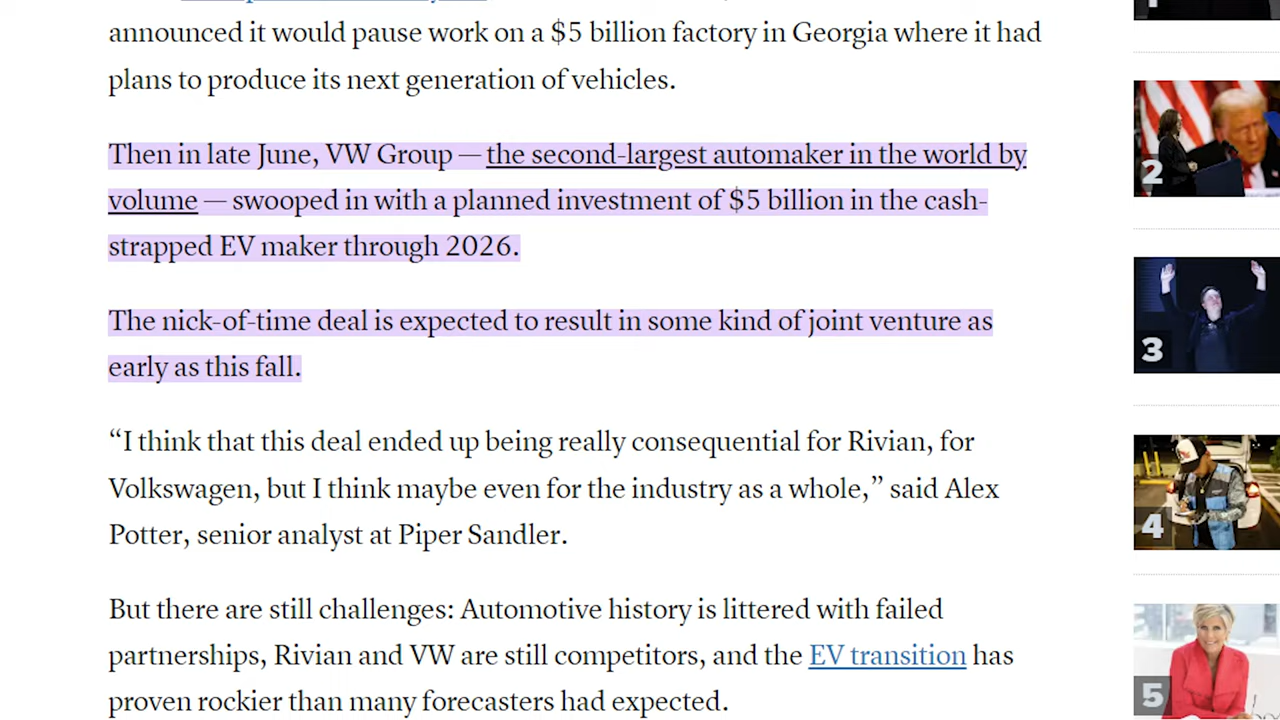 announced it would pause work on a $5 billion factory in Georgia where it had
plans to produce its next generation of vehicles.
Then in late June, VW Group — the second-largest automaker in the world by
volume — swooped in with a planned investment of $5 billion in the cash-
strapped EV maker through 2026.
The nick-of-time deal is expected to result in some kind of joint venture as
early as this fall.
“I think that this deal ended up being really consequential for Rivian, for
Volkswagen, but I think maybe even for the industry as a whole,” said Alex
Potter, senior analyst at Piper Sandler.
But there are still challenges: Automotive history is littered with failed
partnerships, Rivian and VW are still competitors, and the EV transition has
proven rockier than many forecasters had expected.
2
3
4
5